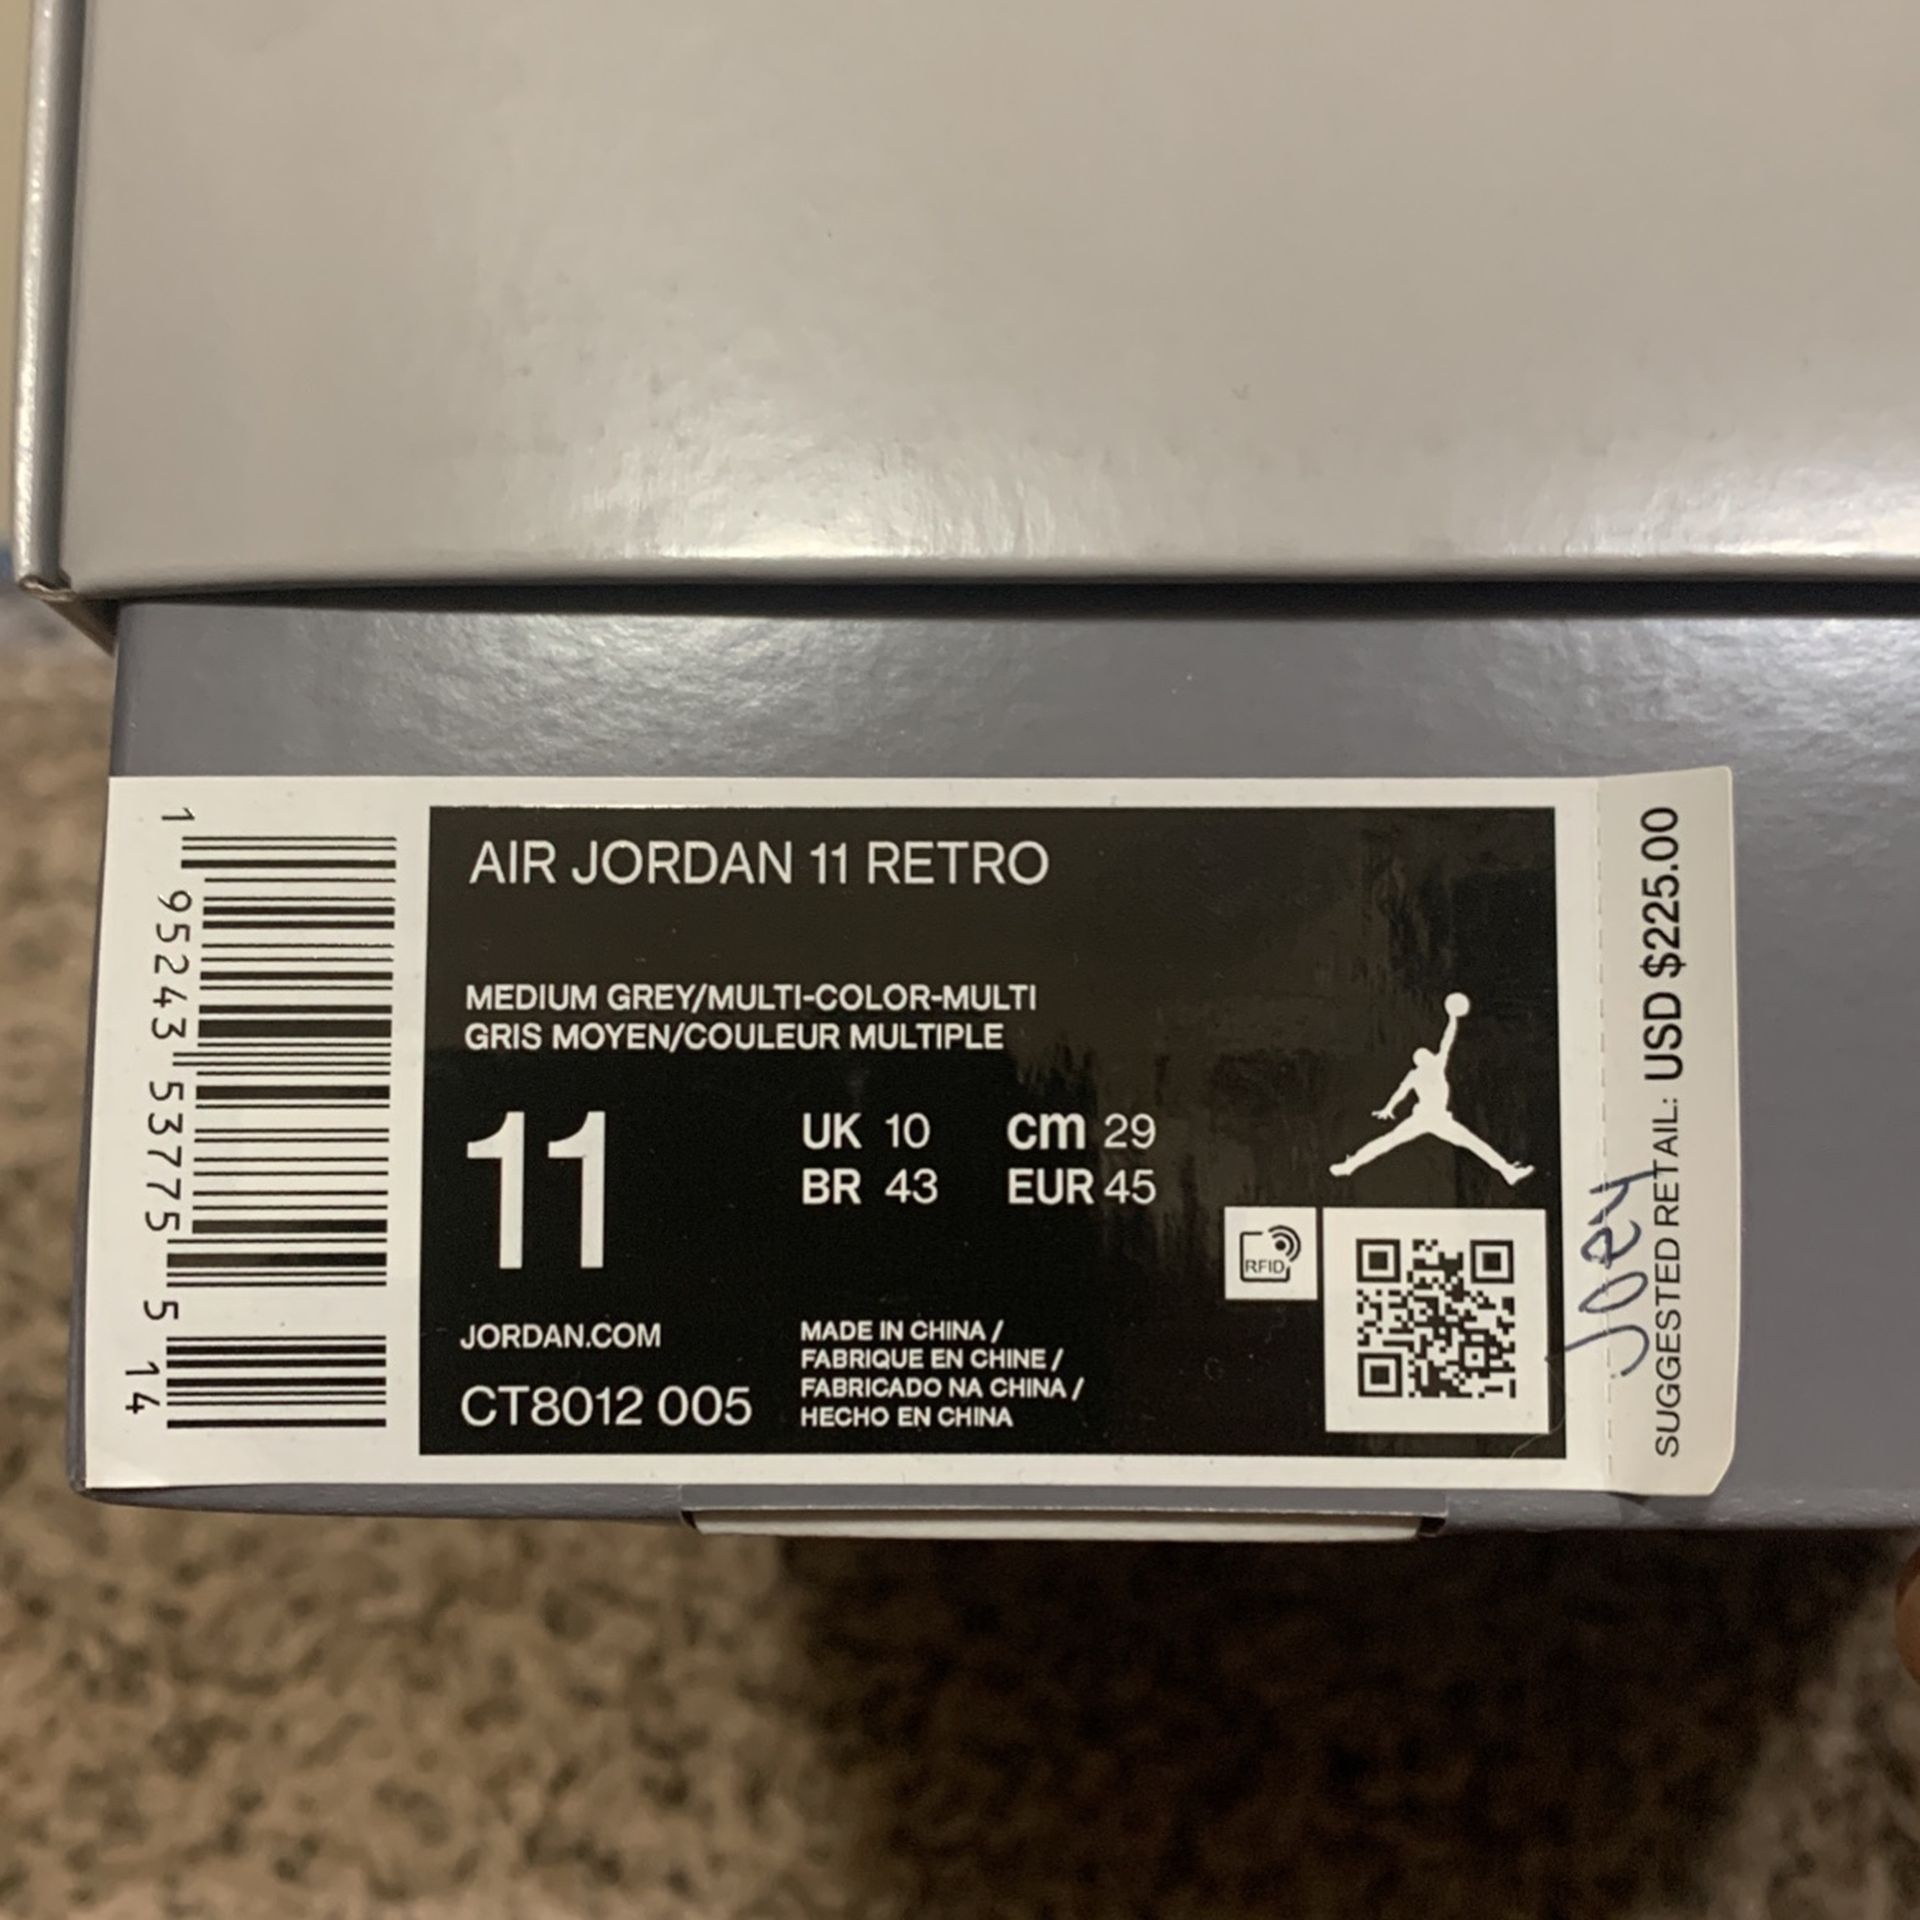 AIR JORDAN 11 RETRO
MEDIUM GREY/MULTI-COLOR-MULTI
GRIS MOYEN/COULEUR MULTIPLE
11
UK 10 cm 29
BR 43 EUR 45
RFID
JORDAN.COM
CT8012 005
MADE IN CHINA /
FABRIQUE EN CHINE /
FABRICADO NA CHINA /
HECHO EN CHINA
1 95243 53775 5 14
Joey
SUGGESTED RETAIL: USD $225.00